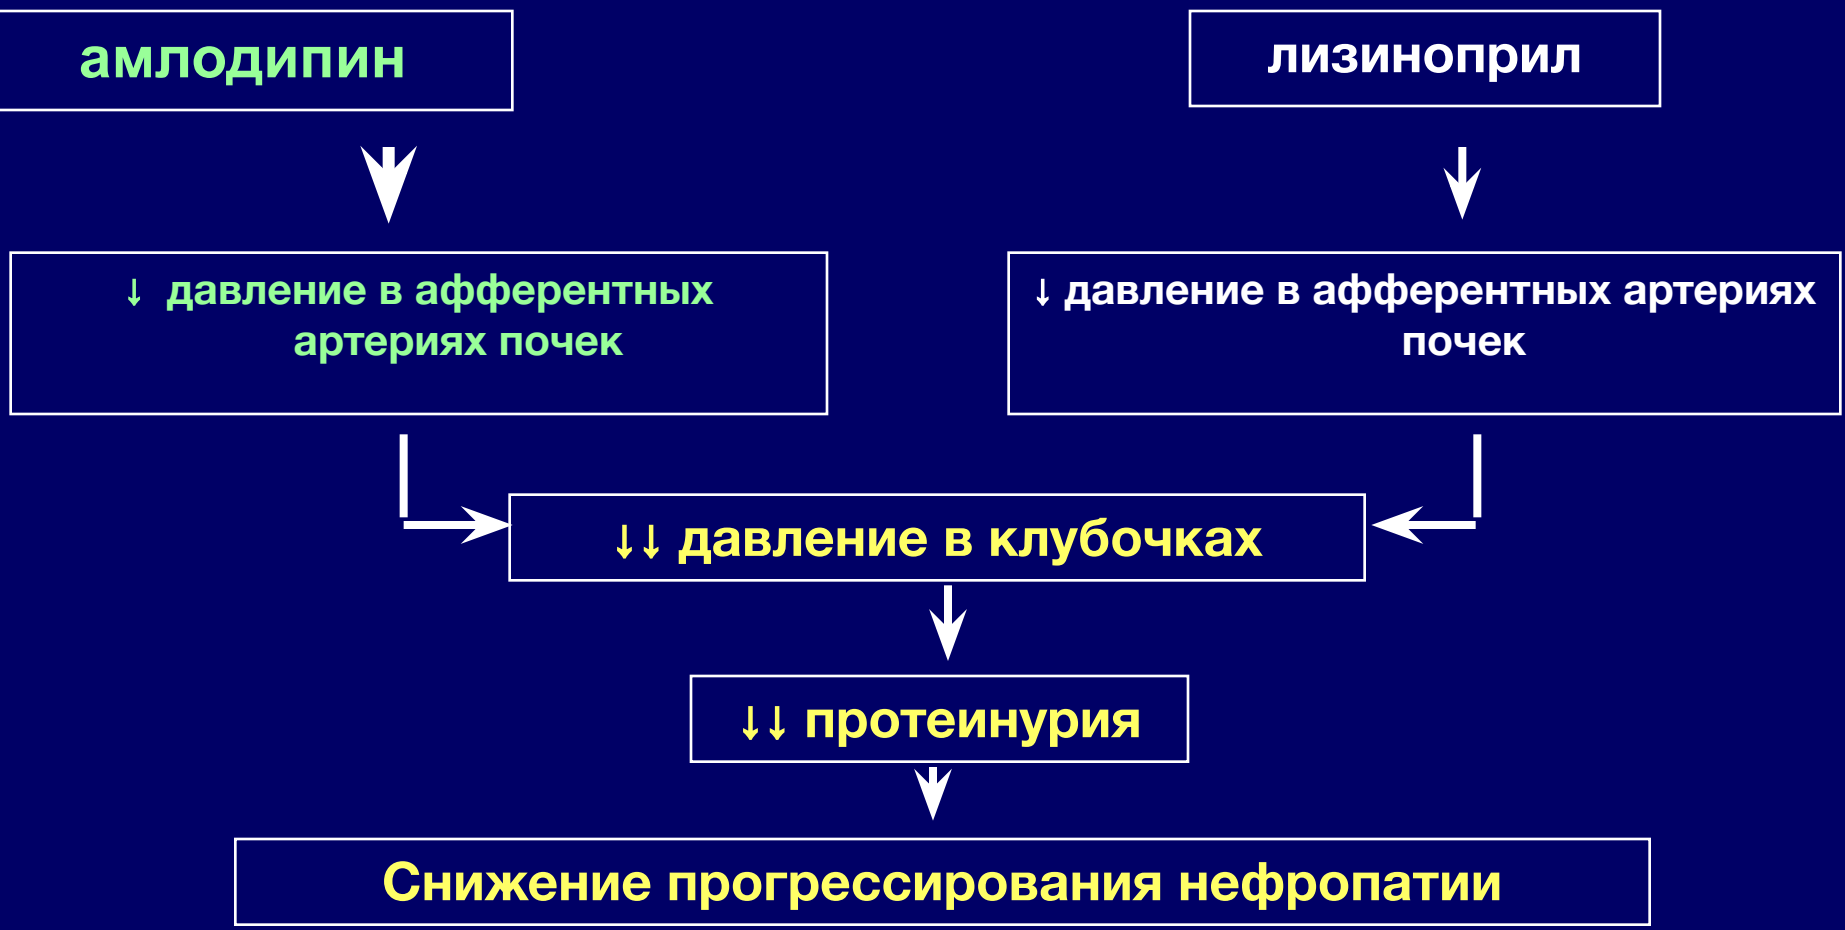 амлодипин
лизиноприл
↓ давление в афферентных
артериях почек
↓ давление в афферентных артериях
почек
↓↓ давление в клубочках
↓↓ протеинурия
Снижение прогрессирования нефропатии